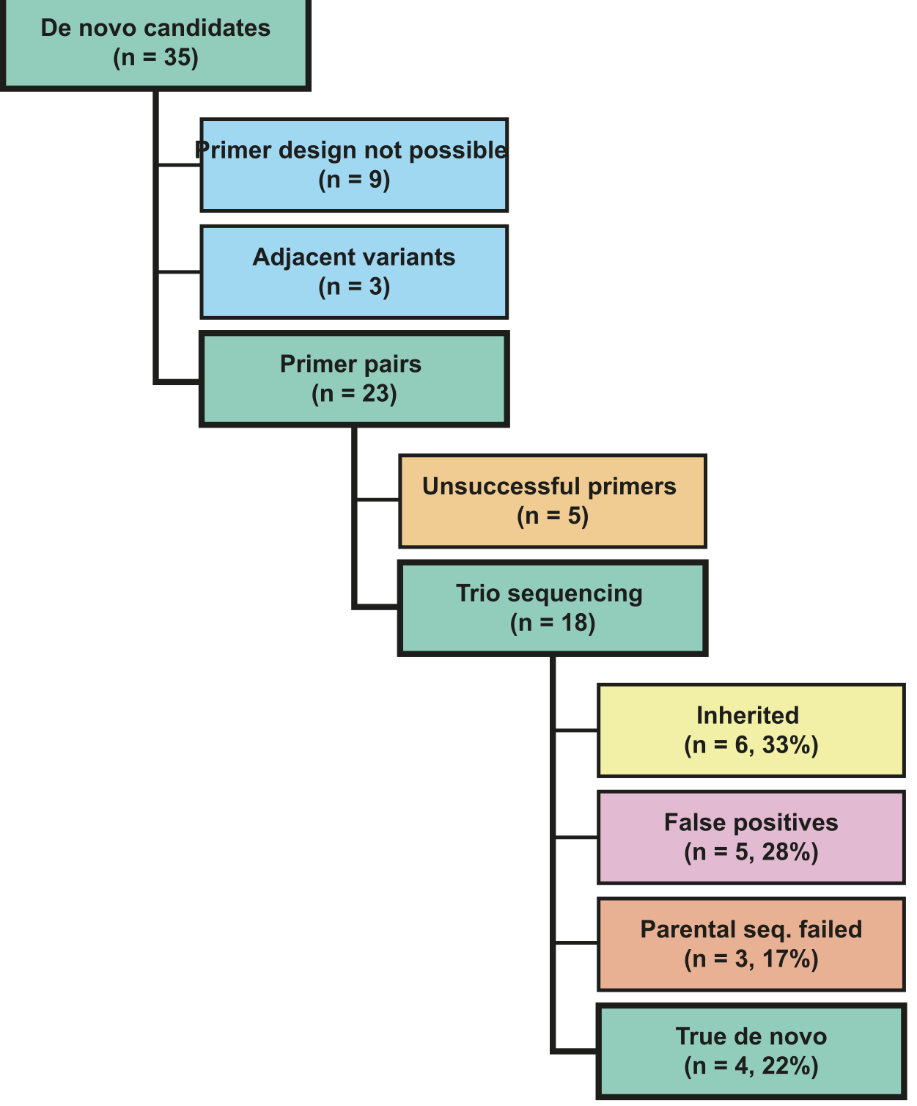 De novo candidates
(n = 35)
Primer design not possible
(n = 9)
Adjacent variants
(n = 3)
Primer pairs
(n = 23)
Unsuccessful primers
(n = 5)
Trio sequencing
(n = 18)
Inherited
(n = 6, 33%)
False positives
(n = 5, 28%)
Parental seq. failed
(n = 3, 17%)
True de novo
(n = 4, 22%)